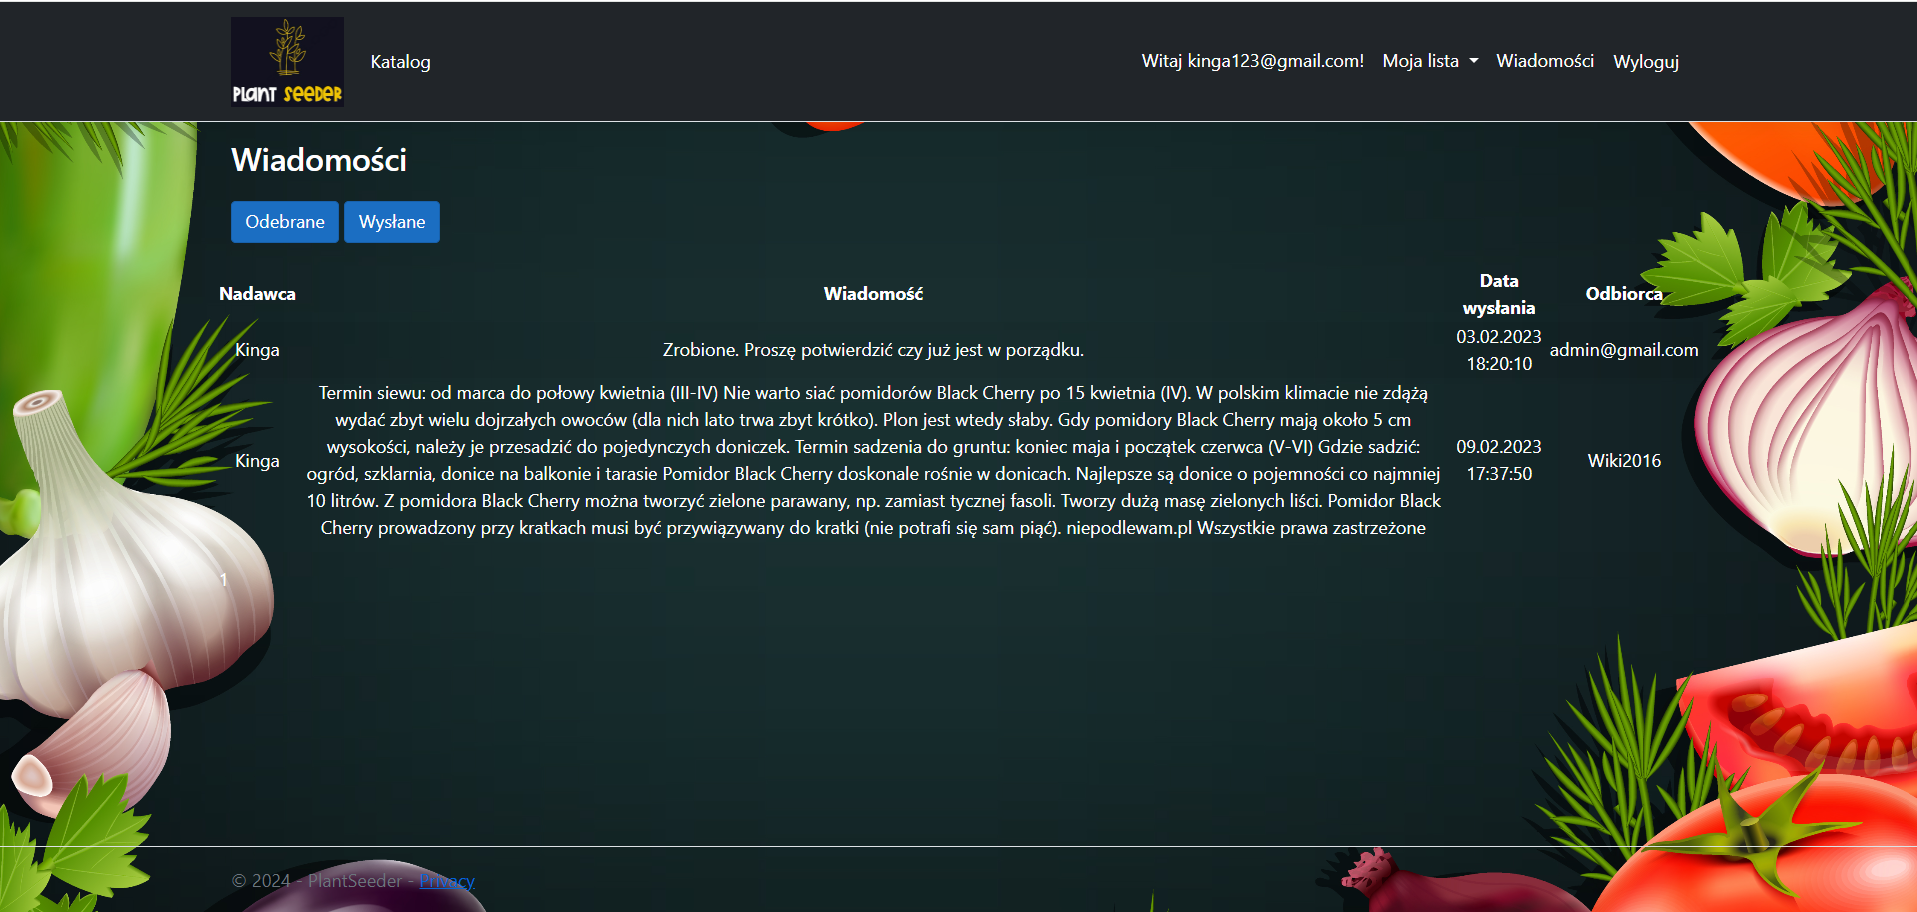 PLANT SEEDER
Katalog
Witaj kinga123@gmail.com!
Moja lista
Wiadomości
Wyloguj
Wiadomości
Odebrane
Wysłane
Nadawca
Wiadomość
Data
wysłania
Odbiorca
Kinga
Zrobione. Proszę potwierdzić czy już jest w porządku.
03.02.2023
18:20:10
admin@gmail.com
Kinga
Termin siewu: od marca do połowy kwietnia (III-IV) Nie warto siać pomidorów Black Cherry po 15 kwietnia (IV). W polskim klimacie nie zdążą
wydać zbyt wielu dojrzałych owoców (dla nich lato trwa zbyt krótko). Plon jest wtedy słaby. Gdy pomidory Black Cherry mają około 5 cm
wysokości, należy je przesadzić do pojedynczych doniczek. Termin sadzenia do gruntu: koniec maja i początek czerwca (V-VI) Gdzie sadzić:
ogród, szklarnia, donice na balkonie i tarasie Pomidor Black Cherry doskonale rośnie w donicach. Najlepsze są donice o pojemności co najmniej
10 litrów. Z pomidora Black Cherry można tworzyć zielone parawany, np. zamiast tycznej fasoli. Tworzy dużą masę zielonych liści. Pomidor Black
Cherry prowadzony przy kratkach musi być przywiązywany do kratki (nie potrafi się sam piąć). niepodlewam.pl Wszystkie prawa zastrzeżone
09.02.2023
17:37:50
Wiki2016
1
© 2024 - PlantSeeder - Privacy